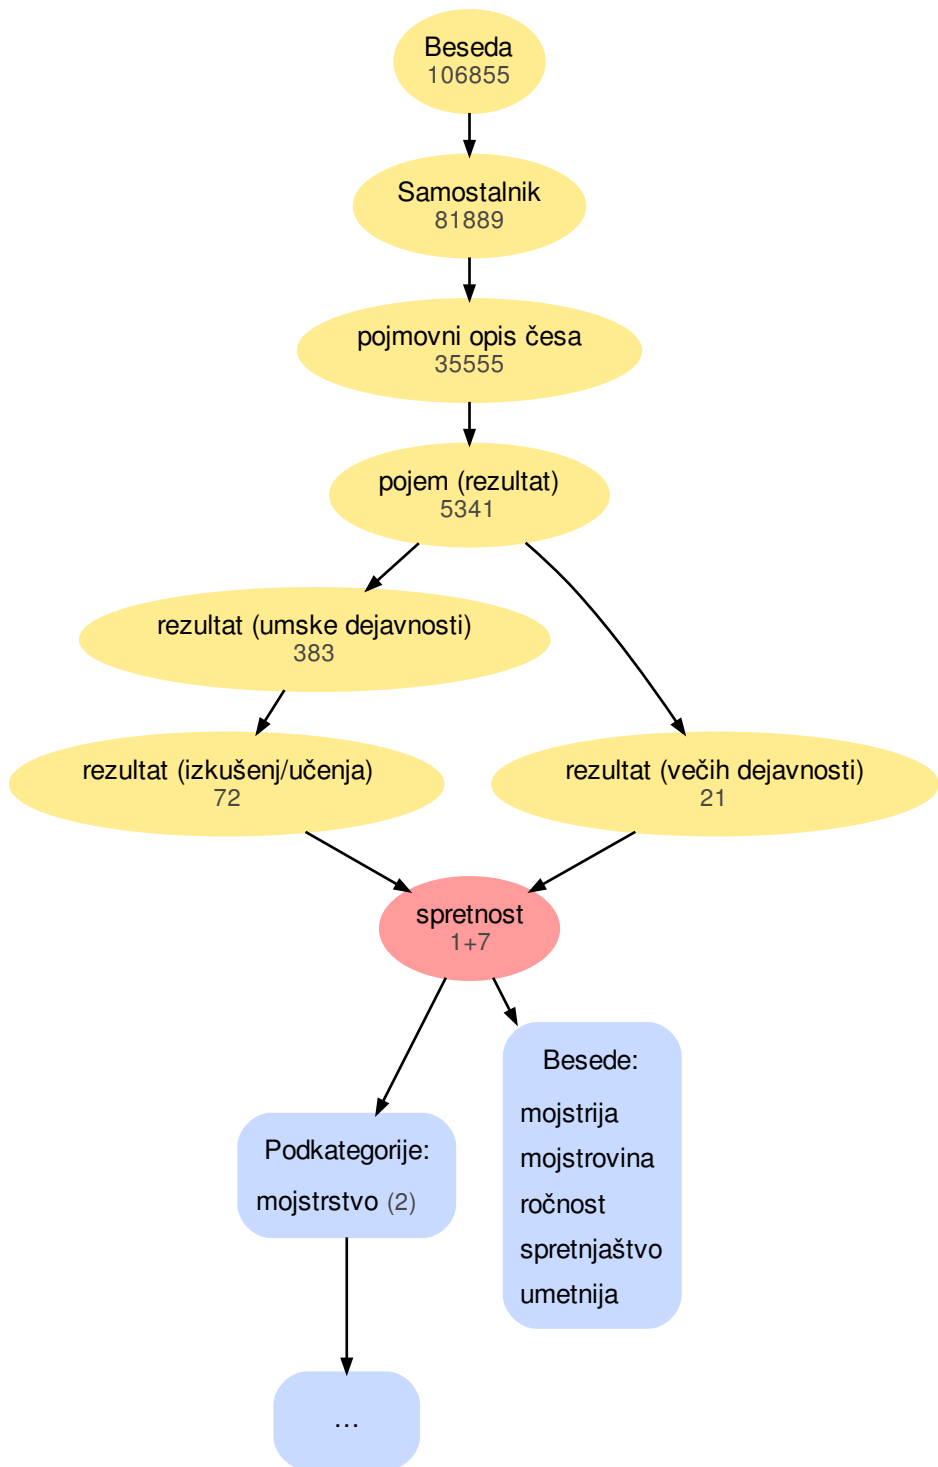 Beseda
106855
Samostalnik
81889
pojmovni opis česa
35555
pojem (rezultat)
5341
rezultat (umske dejavnosti)
383
rezultat (izkušenj/učenja)
72
rezultat (večih dejavnosti)
21
spretnost
1+7
Besede:
mojstrija
mojstrovina
ročnost
spretnjaštvo
umetnija
Podkategorije:
mojstrstvo (2)
...